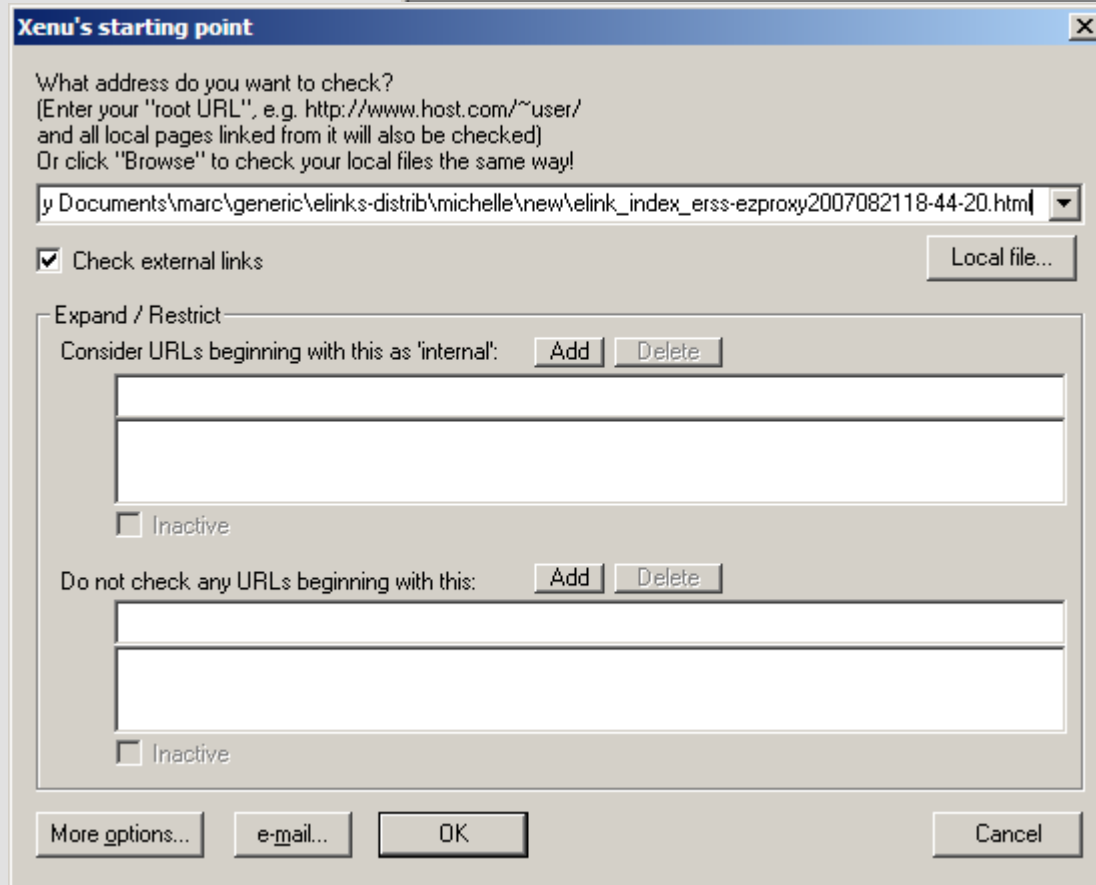 Xenu's starting point
What address do you want to check?
(Enter your "root URL", e.g. http://www.host.com/~user/
and all local pages linked from it will also be checked)
Or click "Browse" to check your local files the same way!
y Documents\marc\generic\elinks-distrib\michelle\new\elink_index_erss-ezproxy2007082118-44-20.html
Check external links
Local file...
Expand / Restrict
Consider URLs beginning with this as 'internal': Add Delete
Inactive
Do not check any URLs beginning with this: Add Delete
Inactive
More options... e-mail... OK Cancel